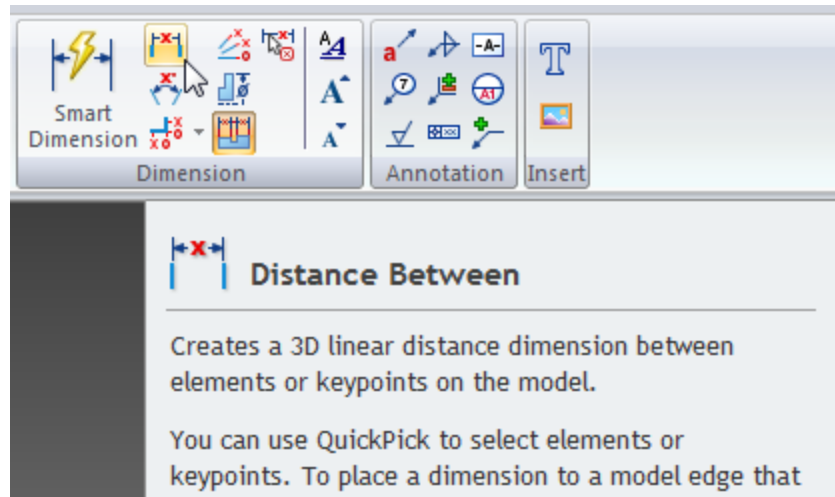 Smart
Dimension
Dimension
Annotation
Insert
Distance Between
Creates a 3D linear distance dimension between
elements or keypoints on the model.
You can use QuickPick to select elements or
keypoints. To place a dimension to a model edge that